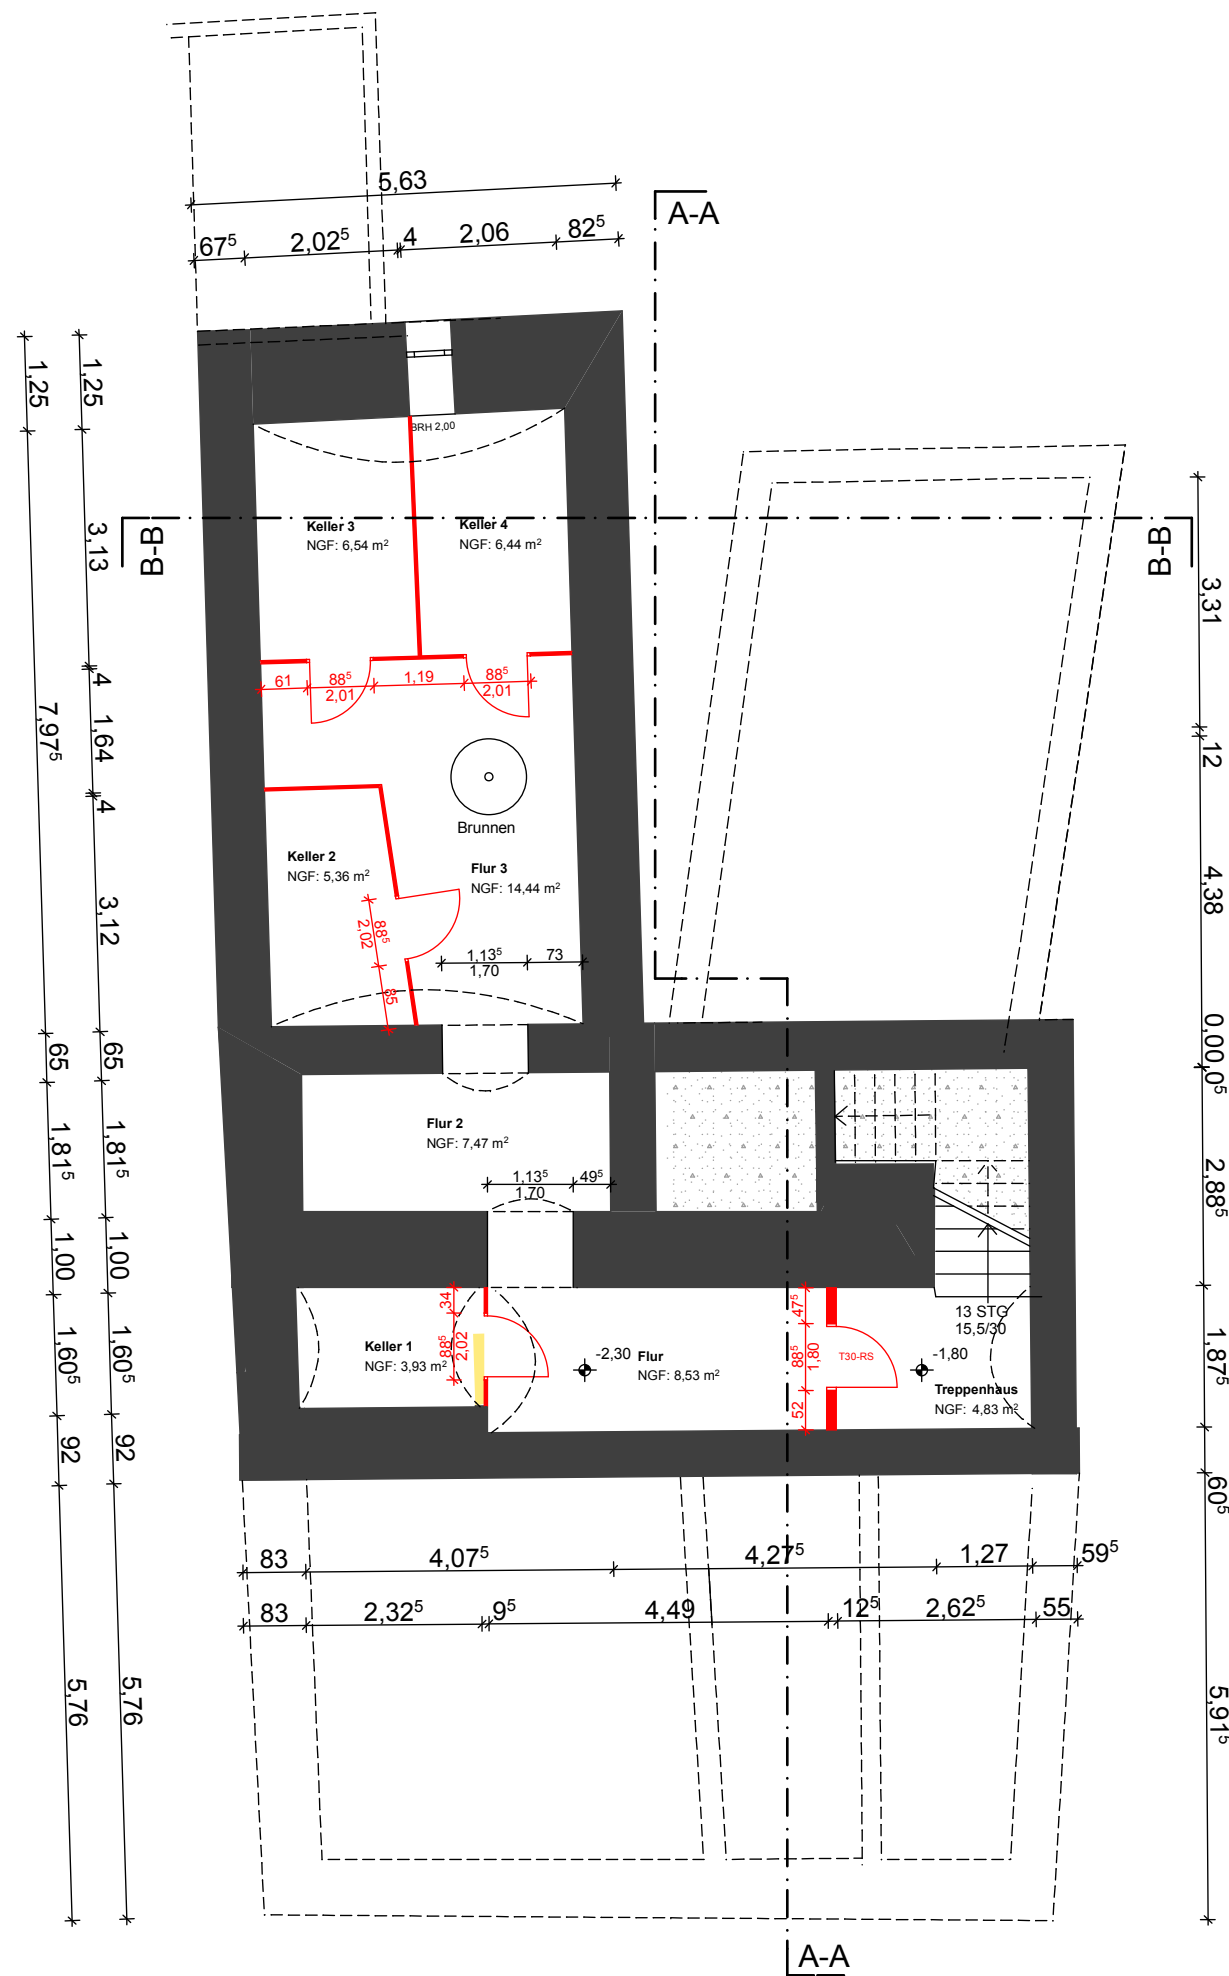 5,63
A-A
67⁵ 2,02⁵ 4 2,06 82⁵
1,25
1,25
BRH 2,00
Keller 3
NGF: 6,54 m²
Keller 4
NGF: 6,44 m²
B-B
B-B
3,13
3,31
61 88⁵ 1,19 88⁵
2,01 2,01
4
7,97⁵
1,64
12
4
Brunnen
Keller 2
NGF: 5,36 m²
Flur 3
NGF: 14,44 m²
88⁵
2,02
3,12
4,38
1,13⁵ 73
1,70
85
65
65
0,00
0⁵
Flur 2
NGF: 7,47 m²
1,81⁵
1,81⁵
1,13⁵ 49⁵
1,70
2,88⁵
1,00
1,00
34
47⁵
13 STG
15,5/30
Keller 1
NGF: 3,93 m²
88⁵
2,02
-2,30
Flur
NGF: 8,53 m²
88⁵
1,80
T30-RS
-1,80
1,60⁵
1,60⁵
1,87⁵
52
Treppenhaus
NGF: 4,83 m²
92
92
60⁵
83 4,07⁵ 4,27⁵ 1,27 59⁵
83 2,32⁵ 9⁵ 4,49 12⁵ 2,62⁵ 55
5,76
5,76
5,91⁵
A-A